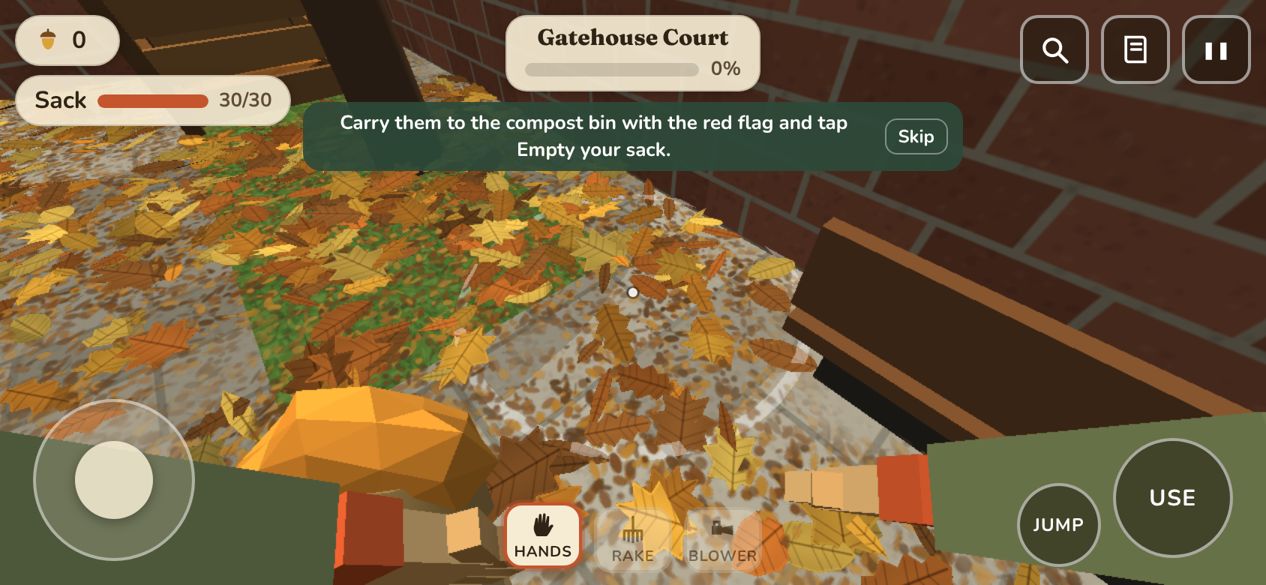 0
Gatehouse Court
0%
Sack 30/30
Carry them to the compost bin with the red flag and tap
Empty your sack.
Skip
USE
JUMP
HANDS
RAKE
BLOWER